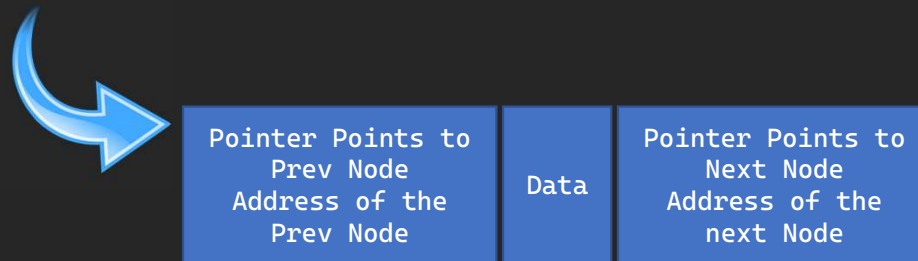 Pointer Points to
Prev Node
Address of the
Prev Node
Data
Pointer Points to
Next Node
Address of the
next Node